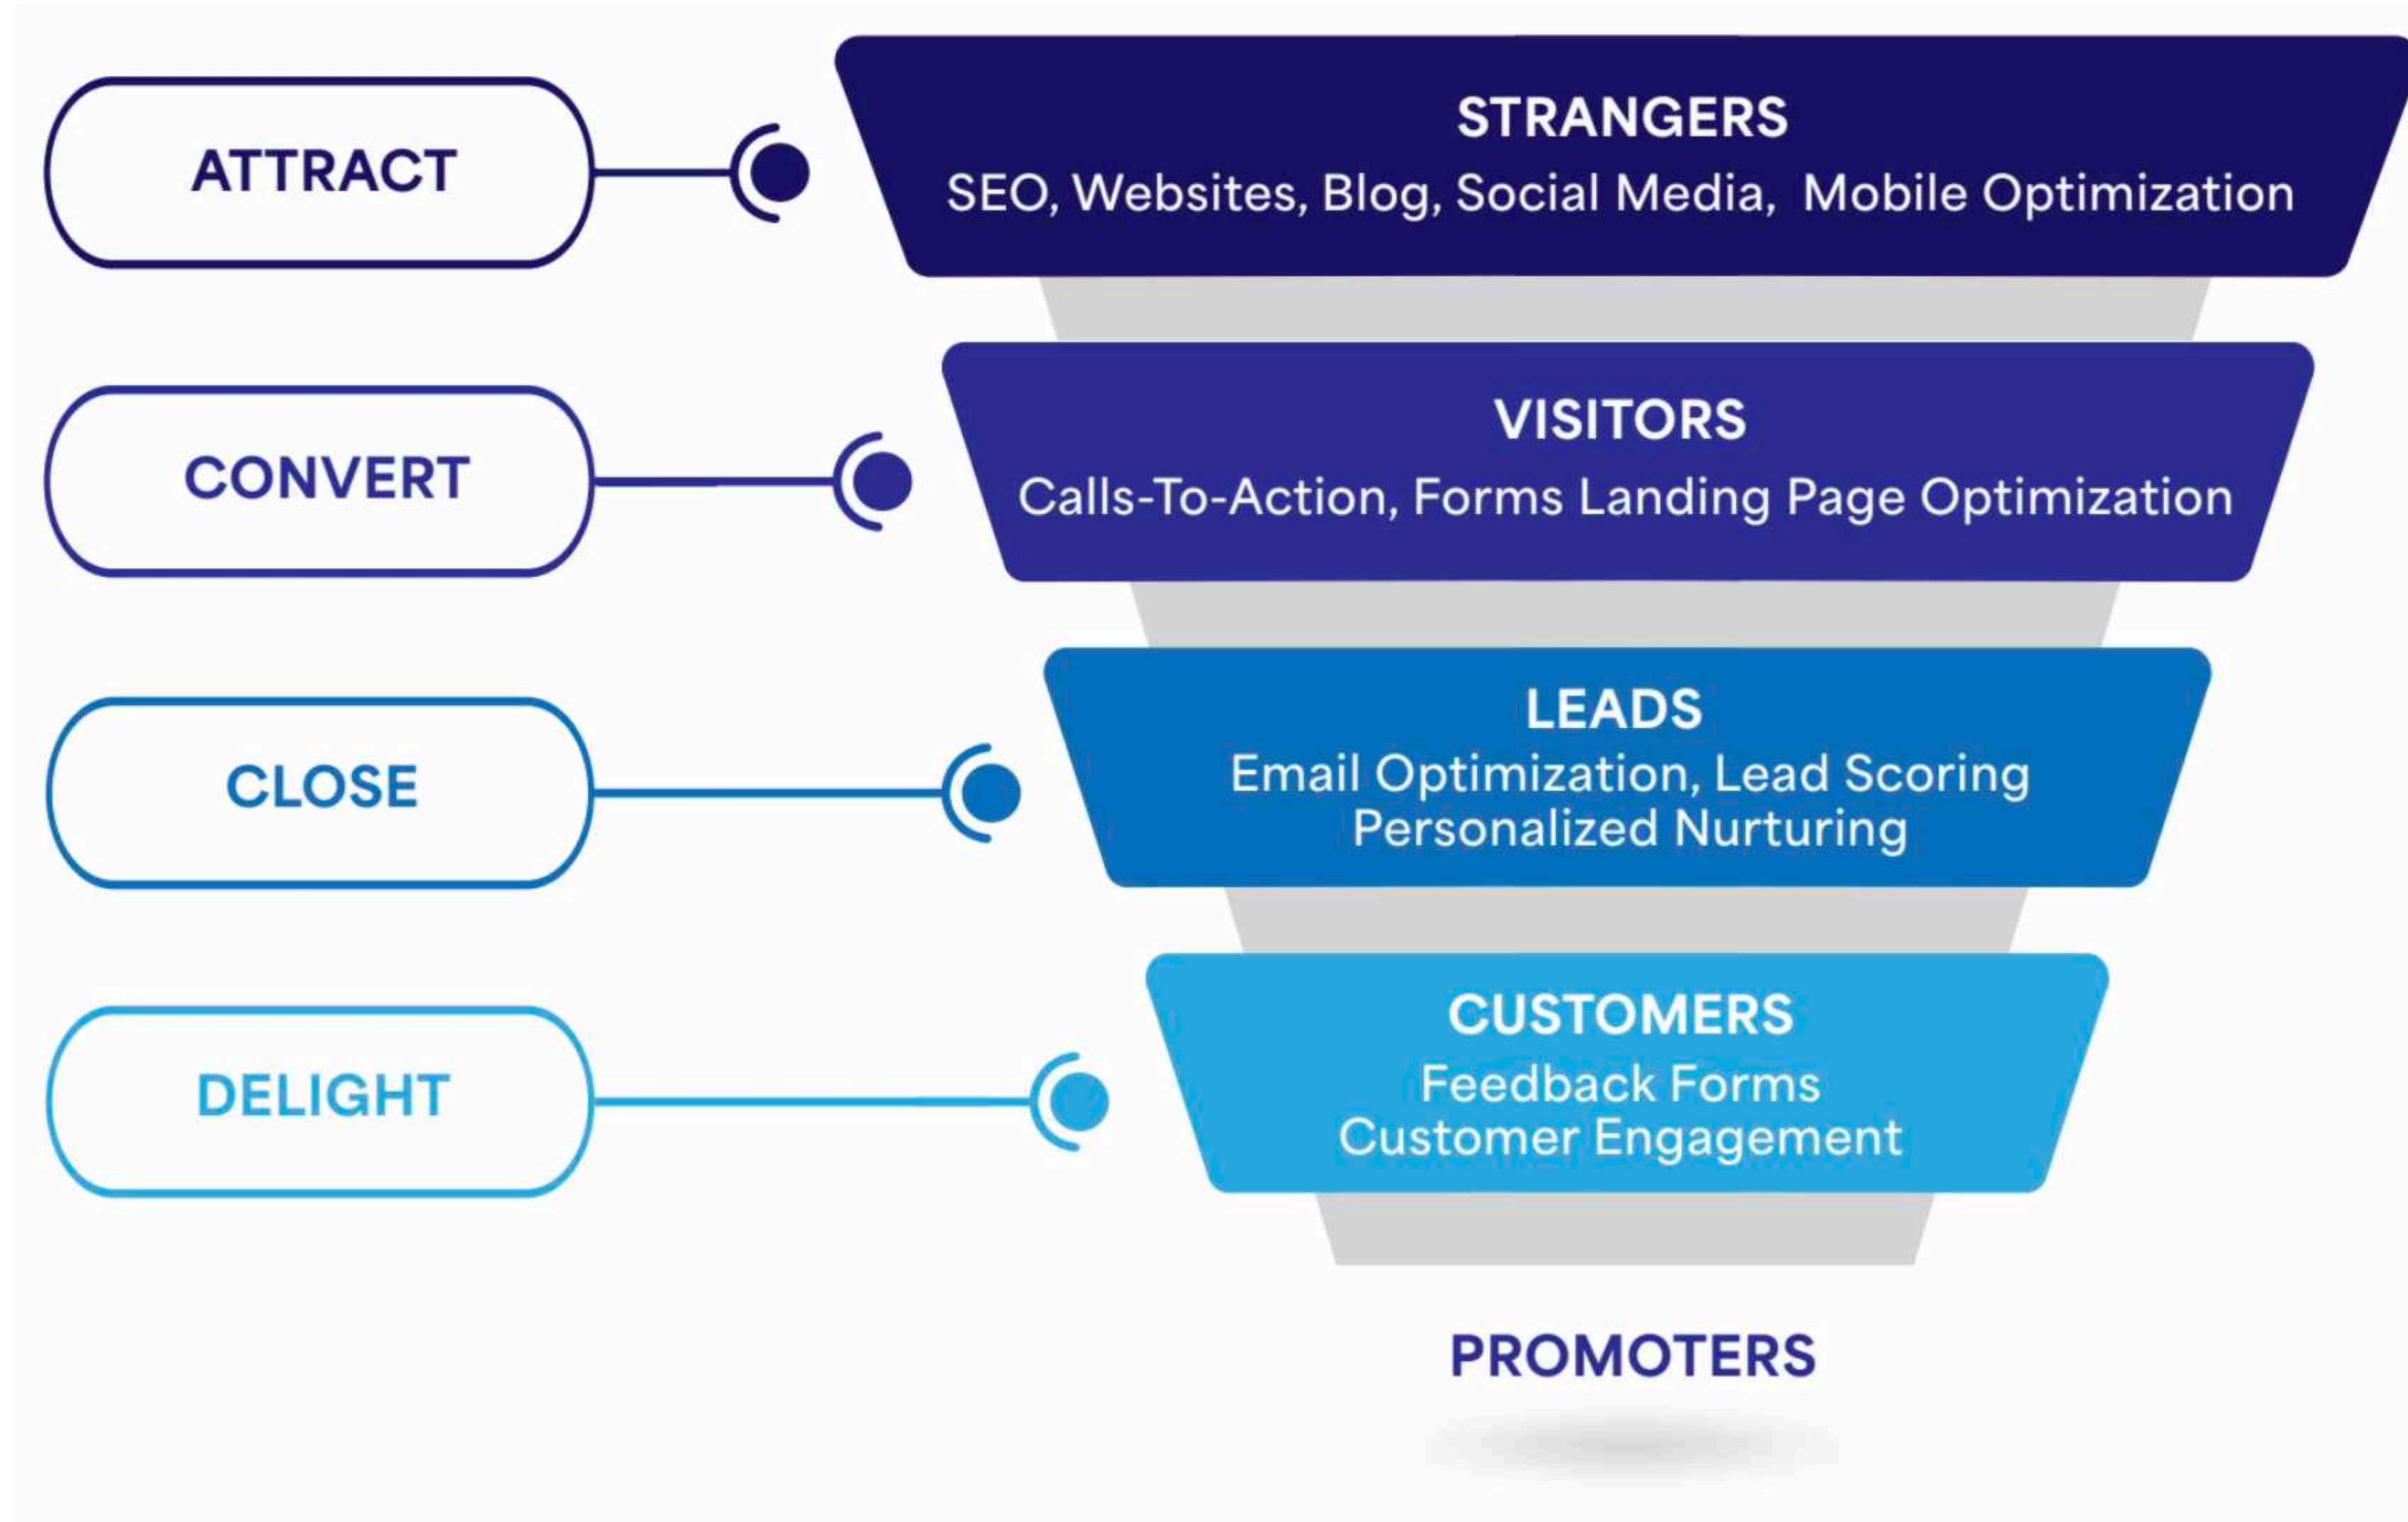 ATTRACT
STRANGERS
SEO, Websites, Blog, Social Media, Mobile Optimization
CONVERT
VISITORS
Calls-To-Action, Forms Landing Page Optimization
CLOSE
LEADS
Email Optimization, Lead Scoring
Personalized Nurturing
DELIGHT
CUSTOMERS
Feedback Forms
Customer Engagement
PROMOTERS